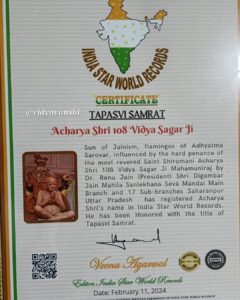 INDIA STAR WORLD RECORDS
@vidyavanshi
CERTIFICATE
TAPASVI SAMRAT
Acharya Shri 108 Vidya Sagar Ji
Sun of Jainism, flamingos of Adhyatma
Sarovar, influenced by the hard penance of
the most revered Saint Shiromani Acharya
Shri 108 Vidya Sagar Ji Mahamuniraj by
Dr. Renu Jain (President) Shri Digambar
Jain Mahila Sanlekhana Seva Mandal Main
Branch and 17 Sub-branches Saharanpur
Uttar Pradesh has registered Acharya
Shri's name in India Star World Records.
He has been Honored with the title of
Tapasvi Samrat.
Veena Agarwal
Editor, India Star World Records
Date: February 11, 2024